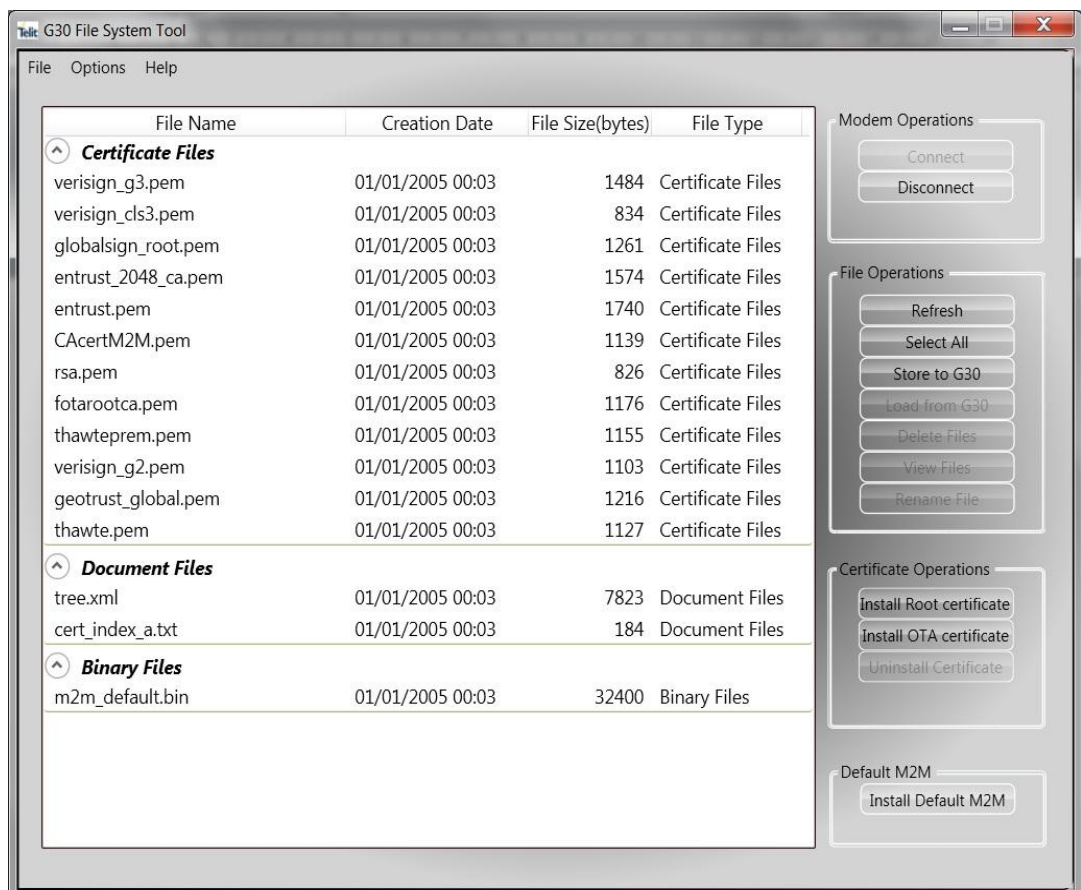 Telit G30 File System Tool
File Options Help
File Name Creation Date File Size(bytes) File Type
Certificate Files
verisign_g3.pem 01/01/2005 00:03 1484 Certificate Files
verisign_cls3.pem 01/01/2005 00:03 834 Certificate Files
globalsign_root.pem 01/01/2005 00:03 1261 Certificate Files
entrust_2048_ca.pem 01/01/2005 00:03 1574 Certificate Files
entrust.pem 01/01/2005 00:03 1740 Certificate Files
CAcertM2M.pem 01/01/2005 00:03 1139 Certificate Files
rsa.pem 01/01/2005 00:03 826 Certificate Files
fotarootca.pem 01/01/2005 00:03 1176 Certificate Files
thawteprem.pem 01/01/2005 00:03 1155 Certificate Files
verisign_g2.pem 01/01/2005 00:03 1103 Certificate Files
geotrust_global.pem 01/01/2005 00:03 1216 Certificate Files
thawte.pem 01/01/2005 00:03 1127 Certificate Files
Document Files
tree.xml 01/01/2005 00:03 7823 Document Files
cert_index_a.txt 01/01/2005 00:03 184 Document Files
Binary Files
m2m_default.bin 01/01/2005 00:03 32400 Binary Files
Modem Operations
Connect
Disconnect
File Operations
Refresh
Select All
Store to G30
Load from G30
Delete Files
View Files
Rename File
Certificate Operations
Install Root certificate
Install OTA certificate
Uninstall Certificate
Default M2M
Install Default M2M